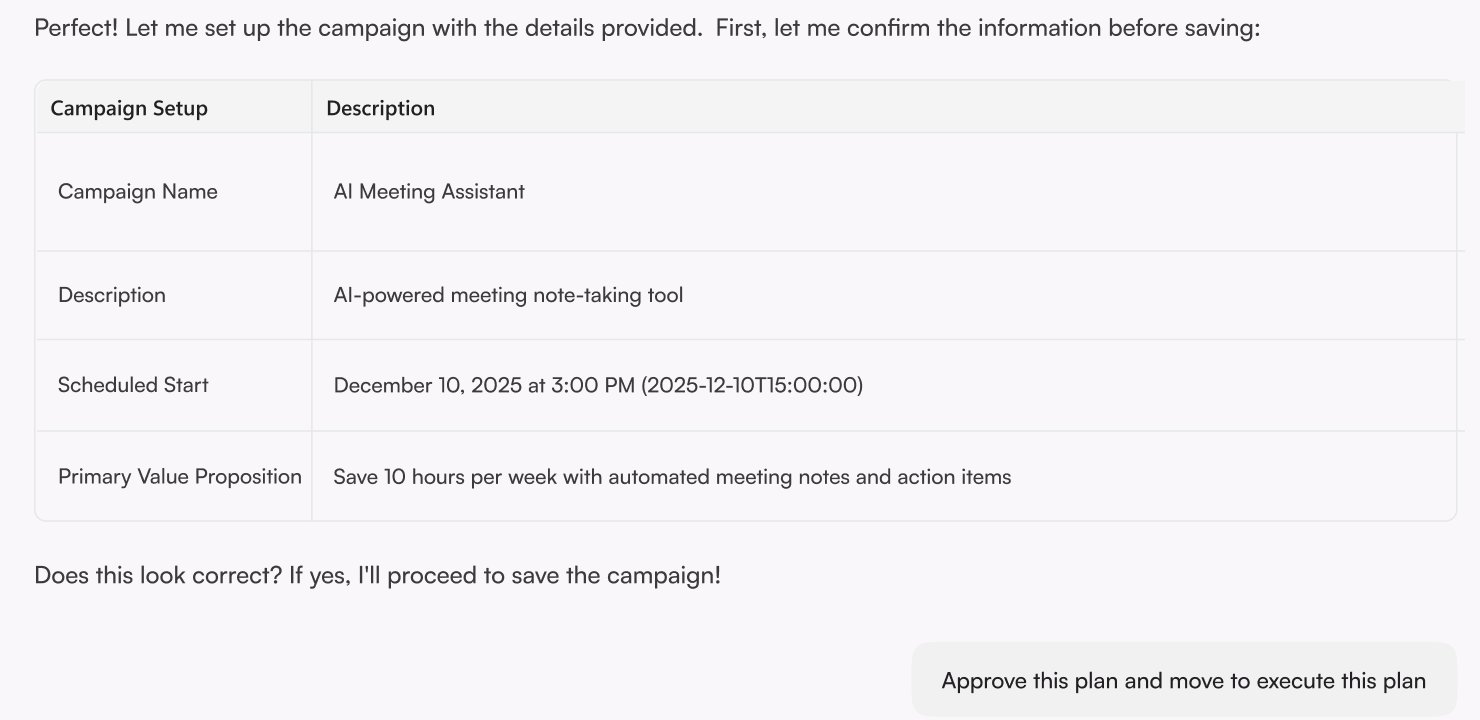 Perfect! Let me set up the campaign with the details provided.  First, let me confirm the information before saving:
Campaign Setup Description
Campaign Name AI Meeting Assistant
Description AI-powered meeting note-taking tool
Scheduled Start December 10, 2025 at 3:00 PM (2025-12-10T15:00:00)
Primary Value Proposition Save 10 hours per week with automated meeting notes and action items
Does this look correct? If yes, I'll proceed to save the campaign!
Approve this plan and move to execute this plan